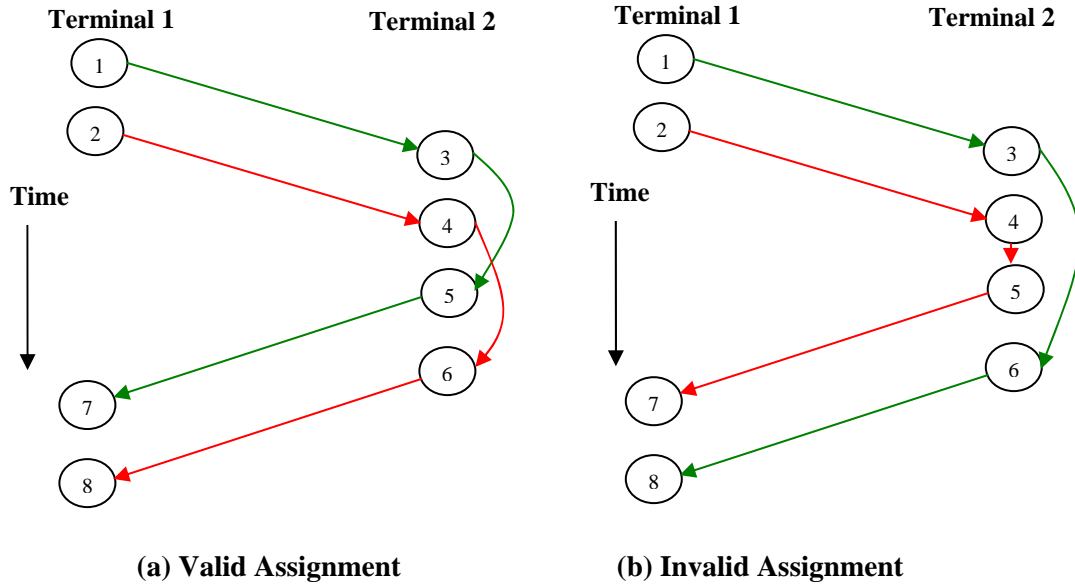 Terminal 1
Terminal 2
1
2
3
Time
4
5
6
7
8
(a) Valid Assignment
Terminal 1
Terminal 2
1
2
3
Time
4
5
6
7
8
(b) Invalid Assignment